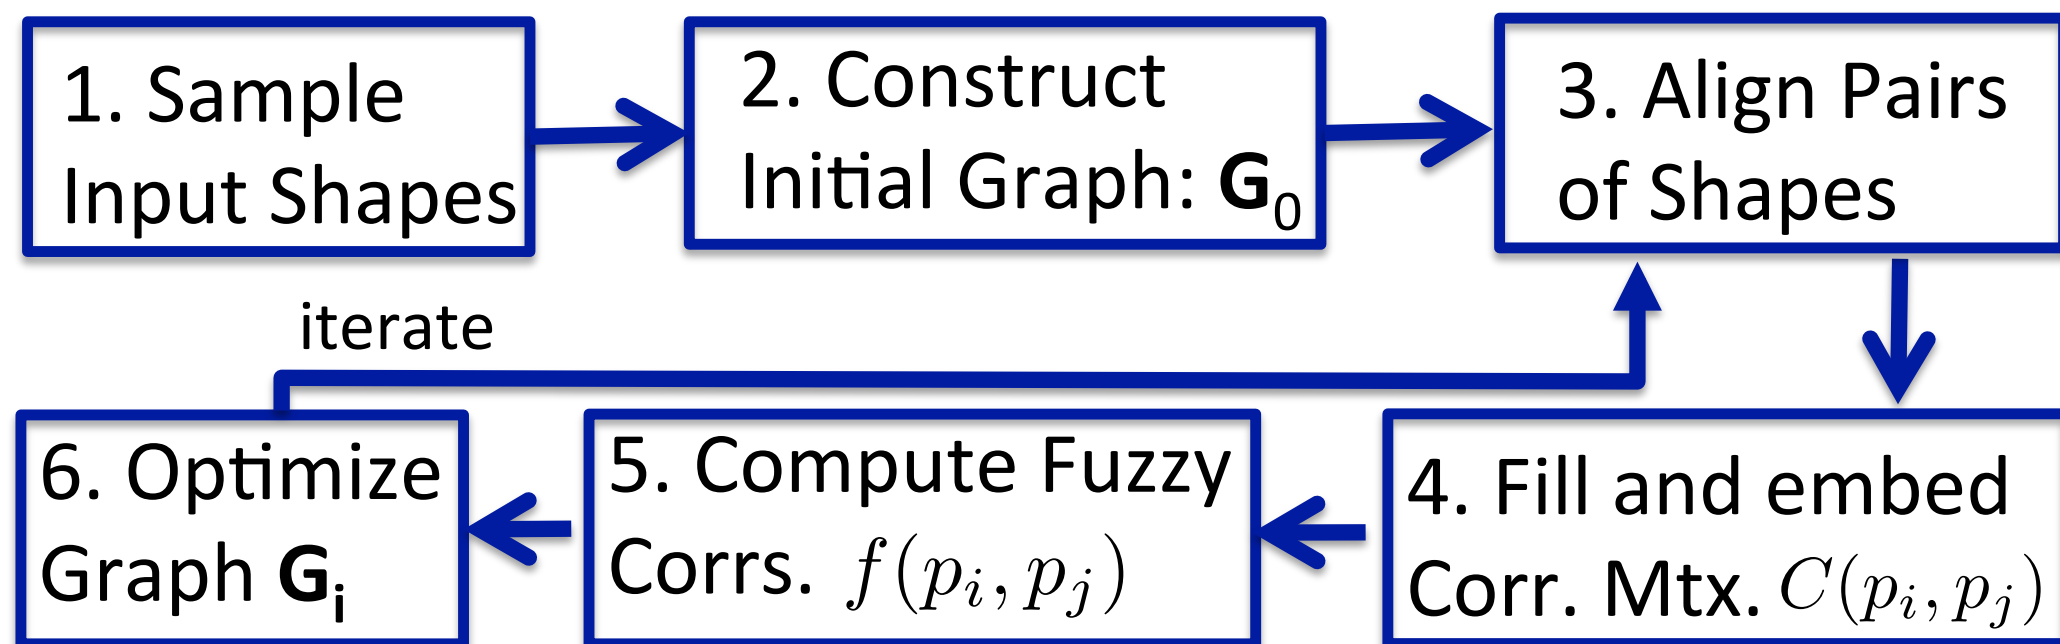 1. Sample
Input Shapes
2. Construct
Initial Graph: G₀
3. Align Pairs
of Shapes
iterate
6. Optimize
Graph Gᵢ
5. Compute Fuzzy
Corrs. f(pᵢ, pⱼ)
4. Fill and embed
Corr. Mtx. C(pᵢ, pⱼ)